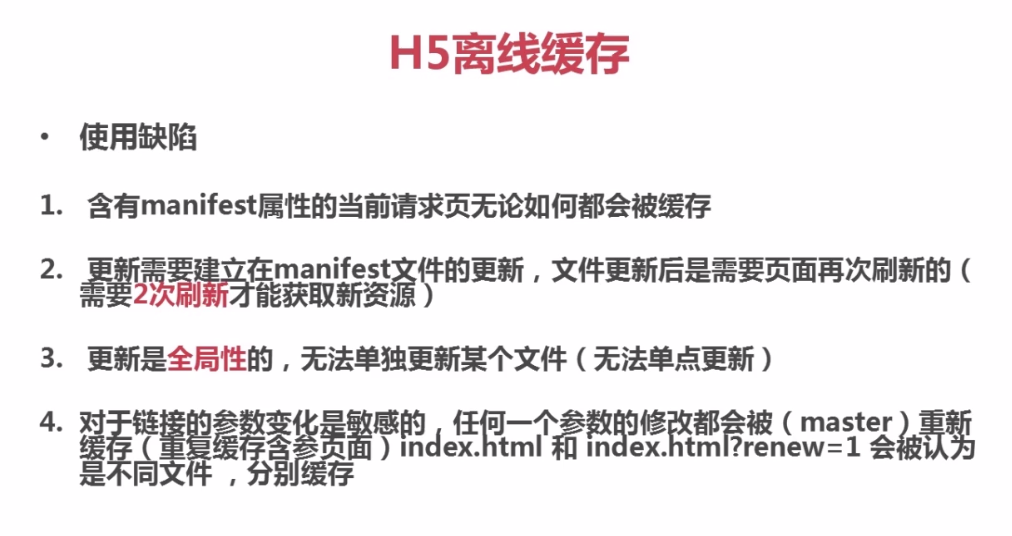 H5离线缓存
• 使用缺陷
1. 含有manifest属性的当前请求页无论如何都会被缓存
2. 更新需要建立在manifest文件的更新，文件更新后是需要页面再次刷新的（
需要2次刷新才能获取新资源）
3. 更新是全局性的，无法单独更新某个文件（无法单点更新）
4. 对于链接的参数变化是敏感的，任何一个参数的修改都会被（master）重新
缓存（重复缓存含参页面）index.html 和 index.html?renew=1 会被认为
是不同文件 ，分别缓存